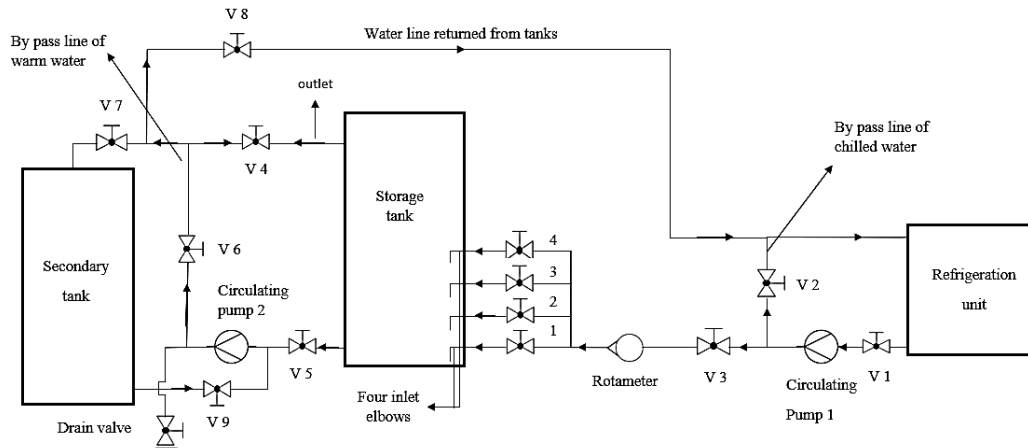 V 8
By pass line of
warm water
Water line returned from tanks
outlet
V 7
V 4
By pass line of
chilled water
Storage
tank
4
V 6
3
V 2
Secondary
tank
Circulating
pump 2
Refrigeration
unit
2
1
V 5
Rotameter
V 3
V 1
Four inlet
elbows
Circulating
Pump 1
V 9
Drain valve